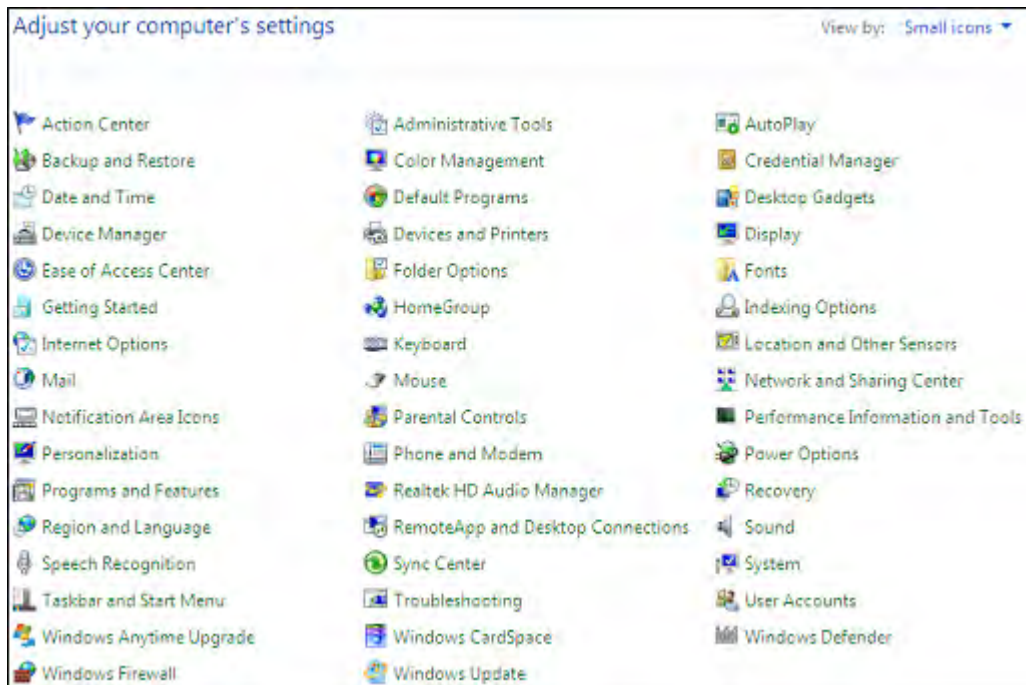 Adjust your computer's settings View by: Small icons
Action Center Administrative Tools AutoPlay
Backup and Restore Color Management Credential Manager
Date and Time Default Programs Desktop Gadgets
Device Manager Devices and Printers Display
Ease of Access Center Folder Options Fonts
Getting Started HomeGroup Indexing Options
Internet Options Keyboard Location and Other Sensors
Mail Mouse Network and Sharing Center
Notification Area Icons Parental Controls Performance Information and Tools
Personalization Phone and Modem Power Options
Programs and Features Realtek HD Audio Manager Recovery
Region and Language RemoteApp and Desktop Connections Sound
Speech Recognition Sync Center System
Taskbar and Start Menu Troubleshooting User Accounts
Windows Anytime Upgrade Windows CardSpace Windows Defender
Windows Firewall Windows Update